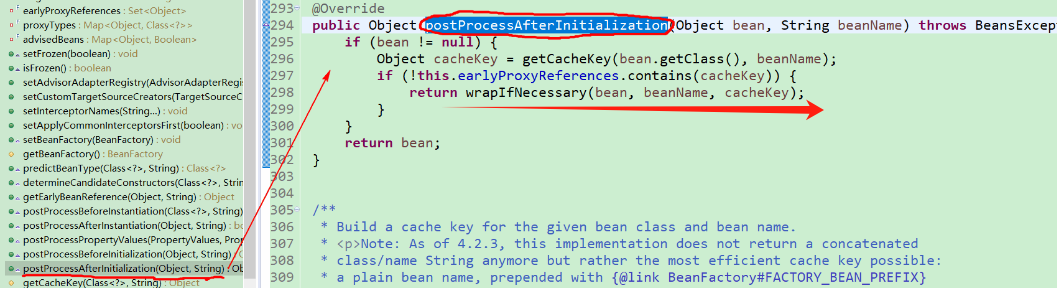 earlyProxyReferences : Set<Object>
proxyTypes : Map<Object, Class<?>>
advisedBeans : Map<Object, Boolean>
setFrozen(boolean) : void
isFrozen() : boolean
setAdvisorAdapterRegistry(AdvisorAdapterRegistry
setCustomTargetSourceCreators(TargetSourceC
setInterceptorNames(String...) : void
setApplyCommonInterceptorsFirst(boolean) : vo
setBeanFactory(BeanFactory) : void
getBeanFactory() : BeanFactory
predictBeanType(Class<?>, String) : Class<?>
determineCandidateConstructors(Class<?>, Strin
getEarlyBeanReference(Object, String) : Object
postProcessBeforeInstantiation(Class<?>, String)
postProcessAfterInstantiation(Object, String) : bo
postProcessPropertyValues(PropertyValues, Prop
postProcessBeforeInitialization(Object, String) : O
postProcessAfterInitialization(Object, String) : Ob
getCacheKey(Class<?>, String) : Object
293 @Override
294 public Object postProcessAfterInitialization(Object bean, String beanName) throws BeansExcep
295 if (bean != null) {
296 Object cacheKey = getCacheKey(bean.getClass(), beanName);
297 if (!this.earlyProxyReferences.contains(cacheKey)) {
298 return wrapIfNecessary(bean, beanName, cacheKey);
299 }
300 }
301 return bean;
302 }
303
304
305 /**
306 * Build a cache key for the given bean class and bean name.
307 * <p>Note: As of 4.2.3, this implementation does not return a concatenated
308 * class/name String anymore but rather the most efficient cache key possible:
309 * a plain bean name, prepended with {@link BeanFactory#FACTORY_BEAN_PREFIX}